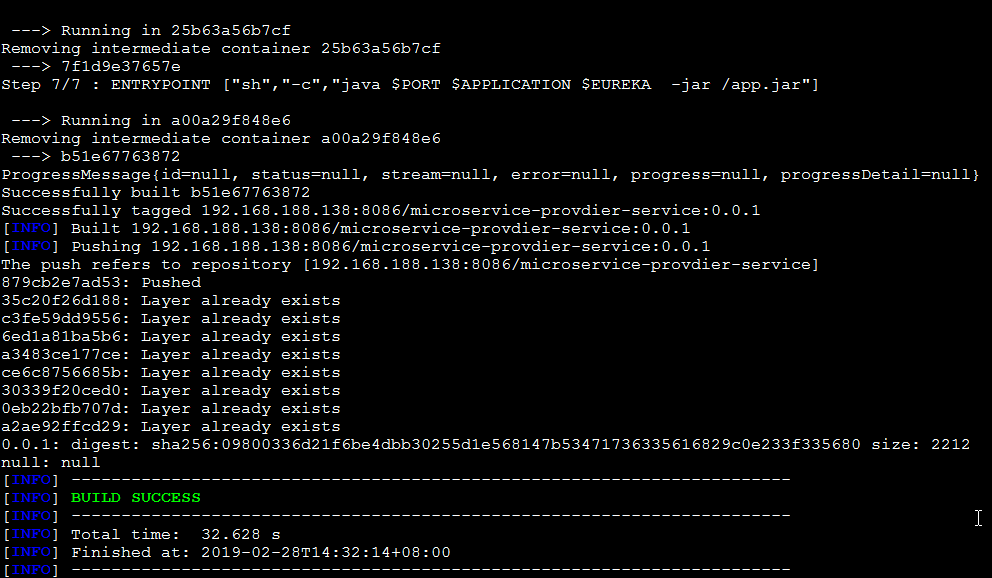 ---> Running in 25b63a56b7cf
Removing intermediate container 25b63a56b7cf
 ---> 7f1d9e37657e
Step 7/7 : ENTRYPOINT ["sh","-c","java $PORT $APPLICATION $EUREKA  -jar /app.jar"]
 ---> Running in a00a29f848e6
Removing intermediate container a00a29f848e6
 ---> b51e67763872
ProgressMessage{id=null, status=null, stream=null, error=null, progress=null, progressDetail=null}
Successfully built b51e67763872
Successfully tagged 192.168.188.138:8086/microservice-provdier-service:0.0.1
[INFO] Built 192.168.188.138:8086/microservice-provdier-service:0.0.1
[INFO] Pushing 192.168.188.138:8086/microservice-provdier-service:0.0.1
The push refers to repository [192.168.188.138:8086/microservice-provdier-service]
879cb2e7ad53: Pushed
35c20f26d188: Layer already exists
c3fe59dd9556: Layer already exists
6ed1a81ba5b6: Layer already exists
a3483ce177ce: Layer already exists
ce6c8756685b: Layer already exists
30339f20ced0: Layer already exists
0eb22bfb707d: Layer already exists
a2ae92ffcd29: Layer already exists
0.0.1: digest: sha256:09800336d21f6be4dbb30255d1e568147b53471736335616829c0e233f335680 size: 2212
null: null
[INFO] ------------------------------------------------------------------------
[INFO] BUILD SUCCESS
[INFO] ------------------------------------------------------------------------
[INFO] Total time:  32.628 s
[INFO] Finished at: 2019-02-28T14:32:14+08:00
[INFO] ------------------------------------------------------------------------